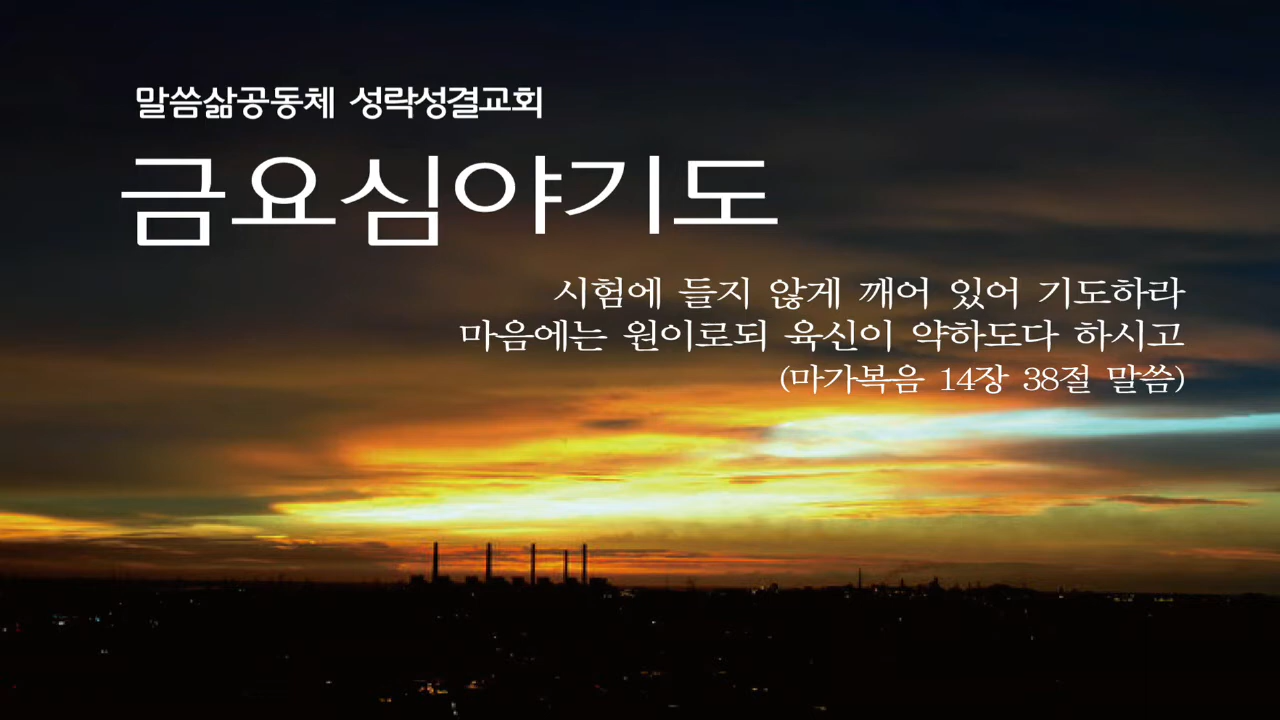 말씀삶공동체 성락성결교회
금요심야기도
시험에 들지 않게 깨어 있어 기도하라
마음에는 원이로되 육신이 약하도다 하시고
(마가복음 14장 38절 말씀)